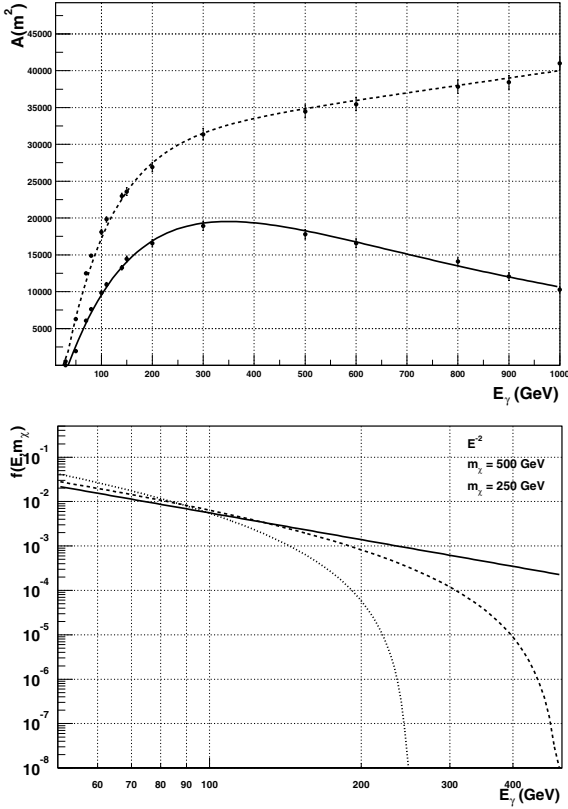 A(m²)
45000
40000
35000
30000
25000
20000
15000
10000
5000
100 200 300 400 500 600 700 800 900 1000
E_γ (GeV)
f(E,m_χ)
E⁻²
m_χ = 500 GeV
m_χ = 250 GeV
10⁻¹
10⁻²
10⁻³
10⁻⁴
10⁻⁵
10⁻⁶
10⁻⁷
10⁻⁸
60 70 80 90 100 200 300 400
E_γ (GeV)